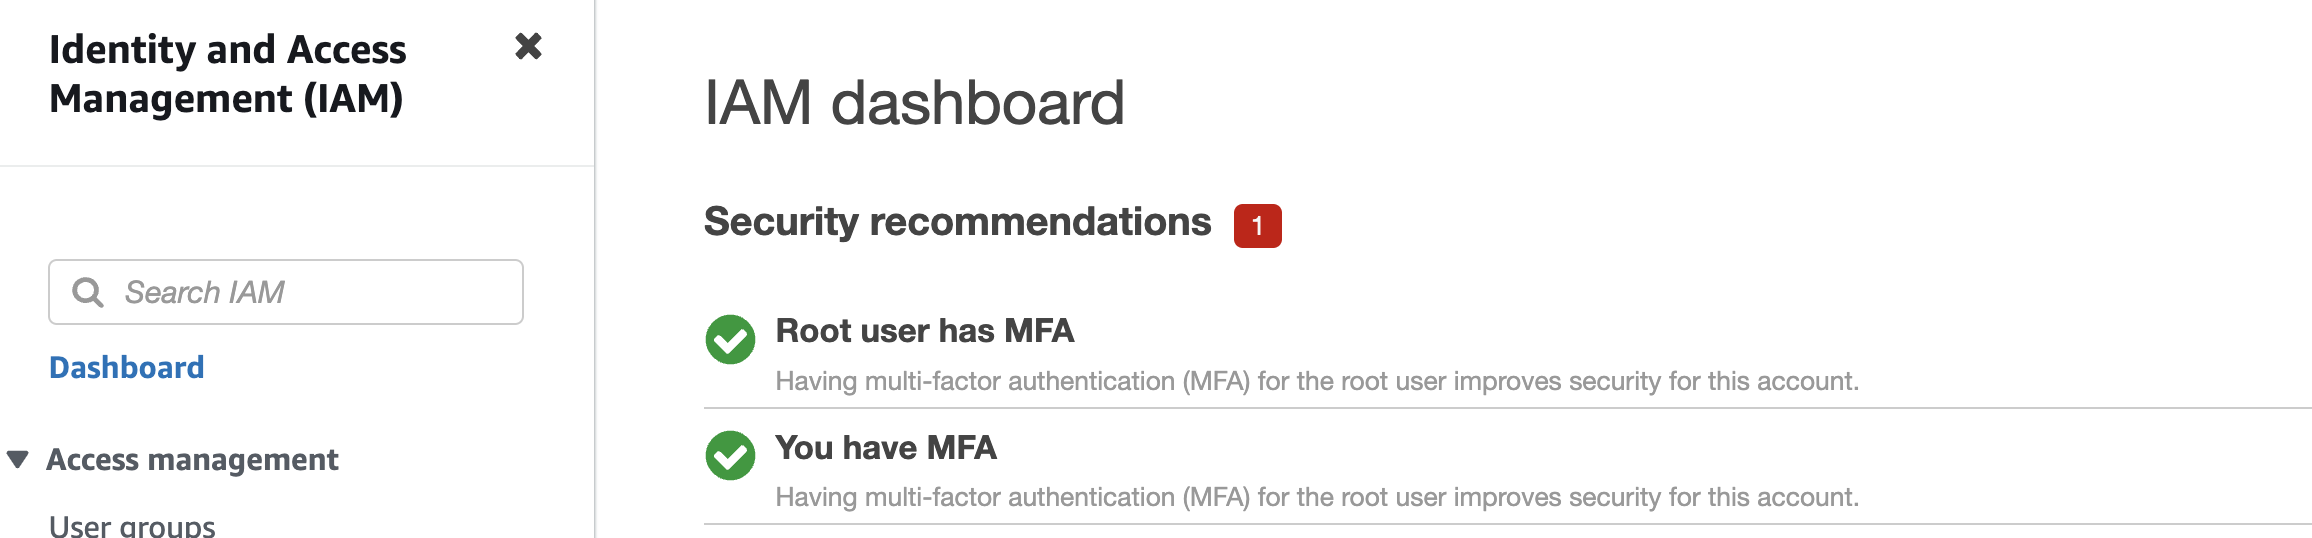 Identity and Access
Management (IAM)
Search IAM
Dashboard
Access management
User groups
IAM dashboard
Security recommendations 1
Root user has MFA
Having multi-factor authentication (MFA) for the root user improves security for this account.
You have MFA
Having multi-factor authentication (MFA) for the root user improves security for this account.